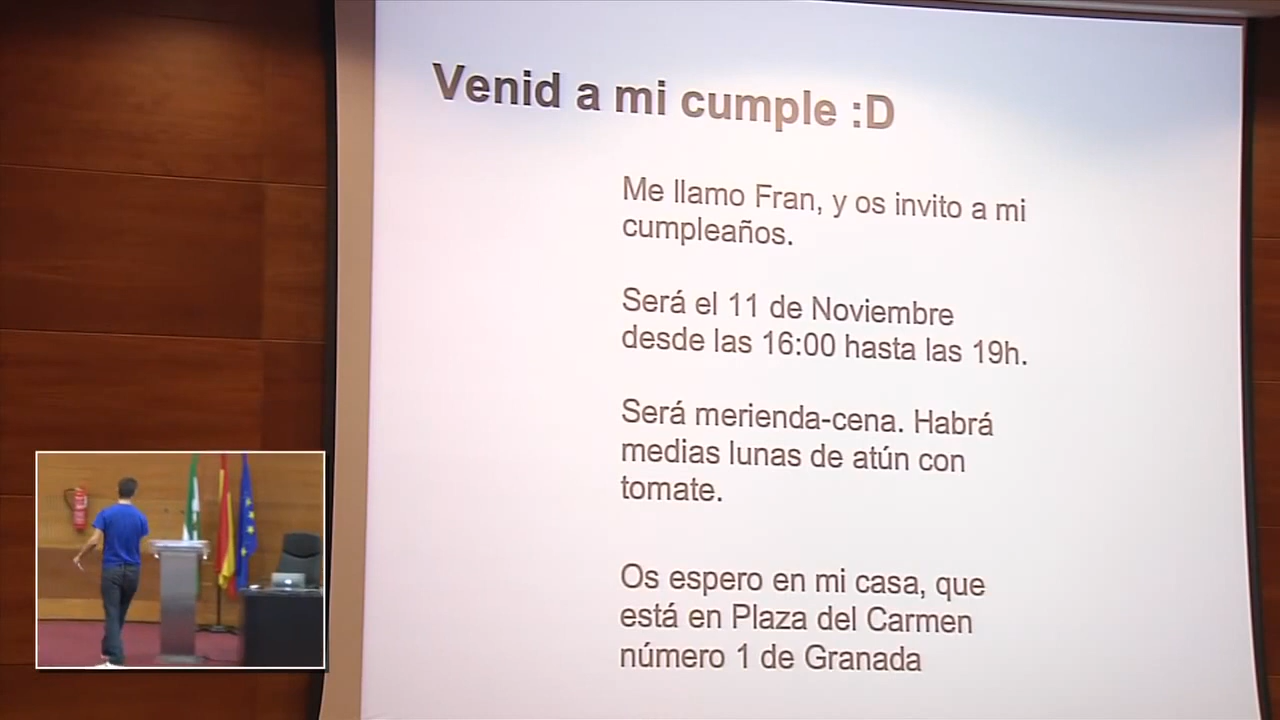 Venid a mi cumple :D
Me llamo Fran, y os invito a mi
cumpleaños.
Será el 11 de Noviembre
desde las 16:00 hasta las 19h.
Será merienda-cena. Habrá
medias lunas de atún con
tomate.
Os espero en mi casa, que
está en Plaza del Carmen
número 1 de Granada